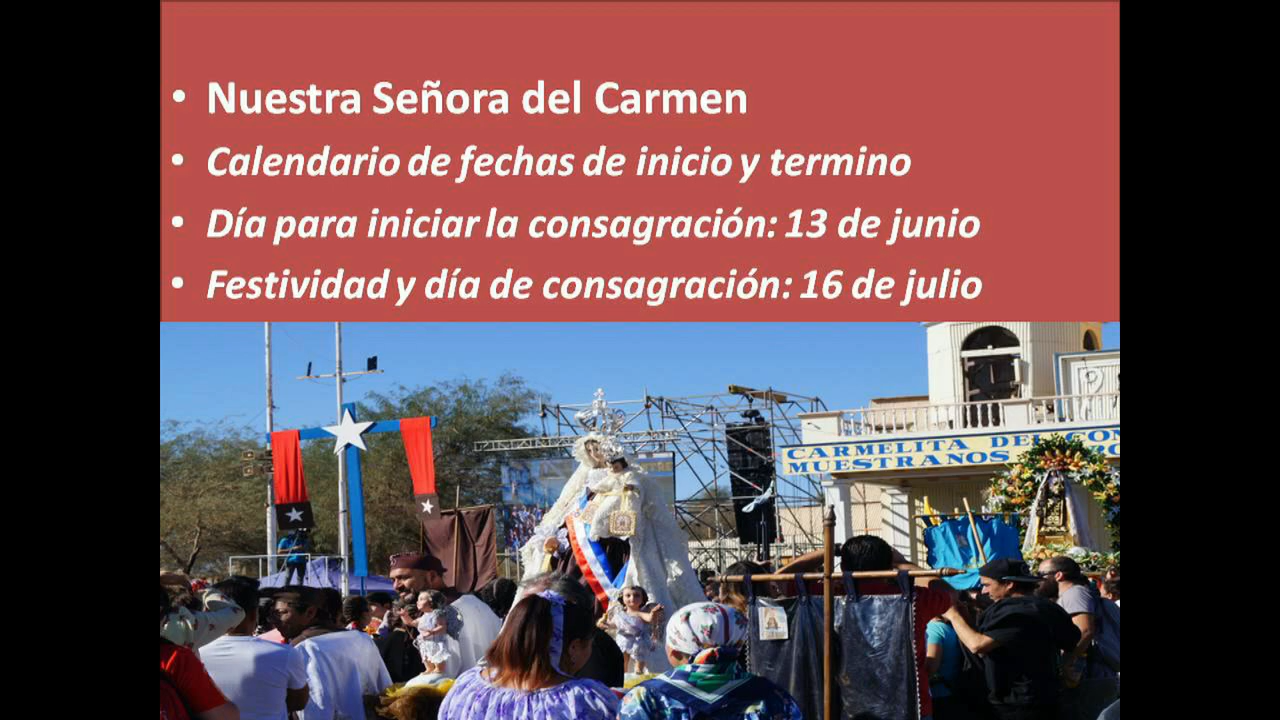 • Nuestra Señora del Carmen
• Calendario de fechas de inicio y termino
• Día para iniciar la consagración: 13 de junio
• Festividad y día de consagración: 16 de julio
CARMELITA DEL
MUESTRANOS